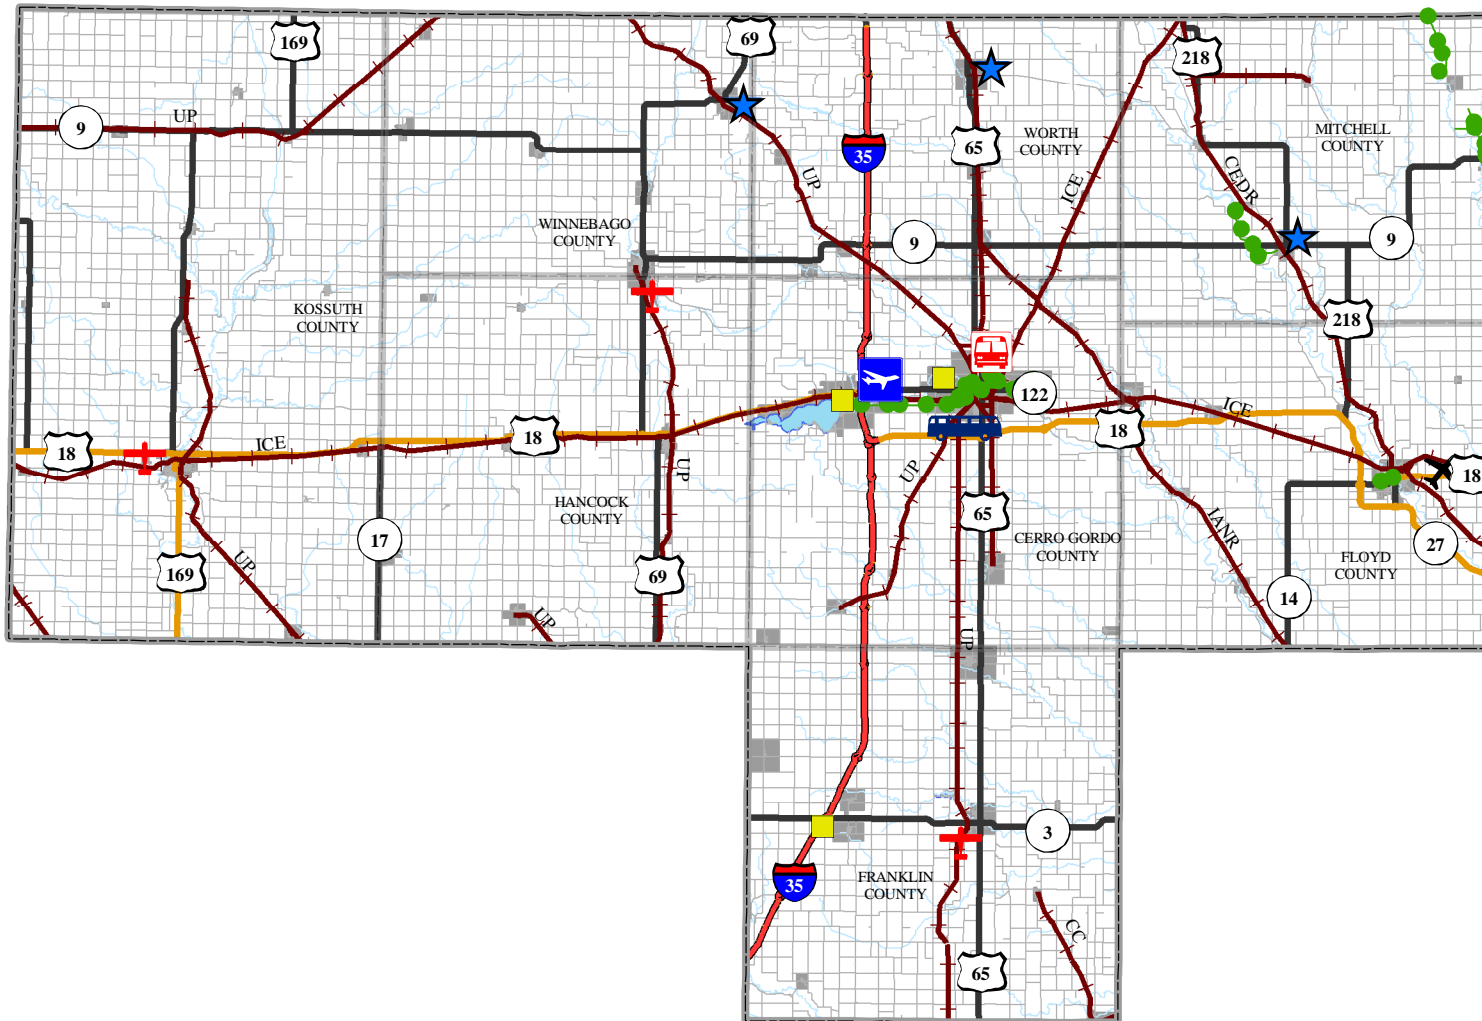 169
69
218
UP
9
35
65
WORTH
COUNTY
MITCHELL
COUNTY
UP
ICE
CEDR
WINNEBAGO
COUNTY
9
9
KOSSUTH
COUNTY
218
122
ICE
18
ICE
18
18
UP
UP
18
HANCOCK
COUNTY
17
65
IANR
CERRO GORDO
COUNTY
27
UP
169
69
FLOYD
COUNTY
14
UP
UP
3
35
FRANKLIN
COUNTY
CC
65